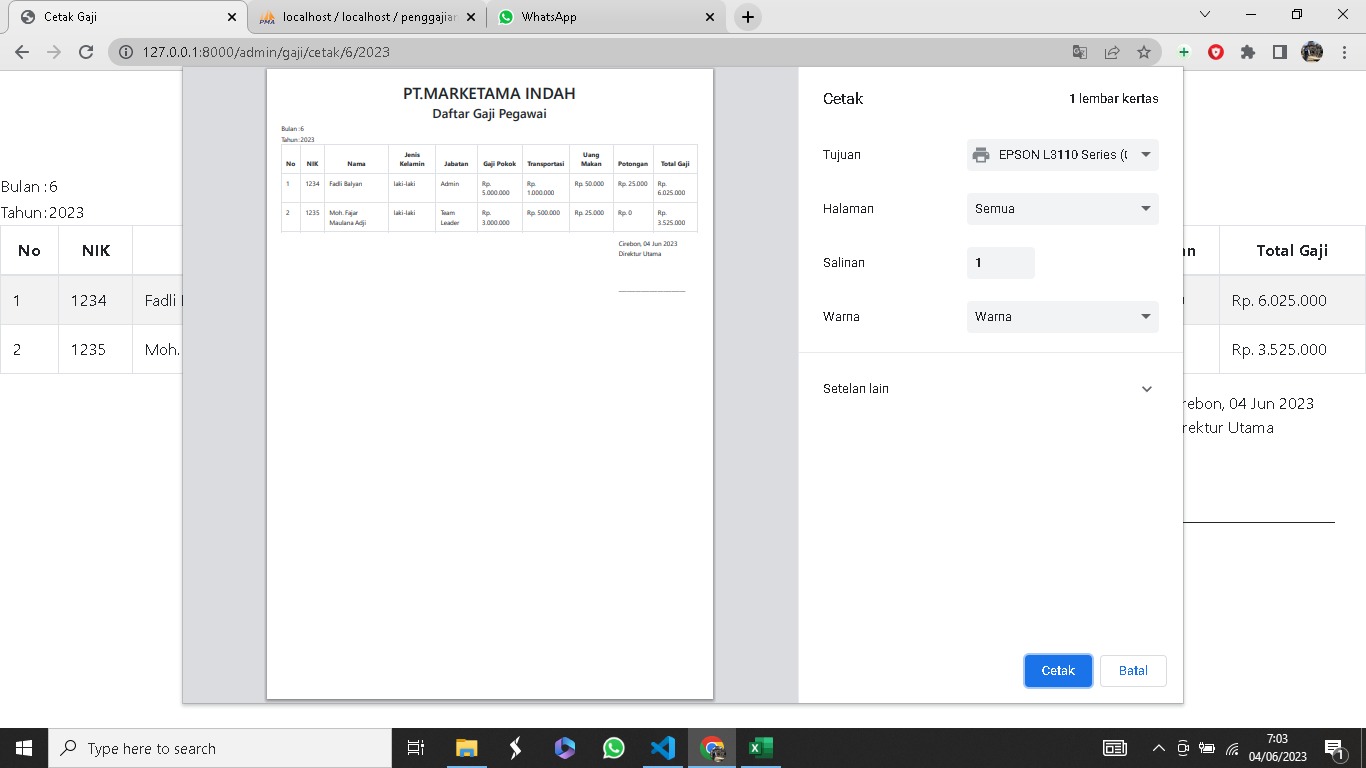 Cetak Gaji
localhost / localhost / penggajian
WhatsApp
127.0.0.1:8000/admin/gaji/cetak/6/2023
PT.MARKETAMA INDAH
Daftar Gaji Pegawai
Bulan :6
Tahun:2023
No NIK Nama Jenis Kelamin Jabatan Gaji Pokok Transportasi Uang Makan Potongan Total Gaji
1 1234 Fadli Balyan laki-laki Admin Rp. 5.000.000 Rp. 1.000.000 Rp. 50.000 Rp. 25.000 Rp. 6.025.000
2 1235 Moh. Fajar Maulana Adji laki-laki Team Leader Rp. 3.000.000 Rp. 500.000 Rp. 25.000 Rp. 0 Rp. 3.525.000
Cirebon, 04 Jun 2023
Direktur Utama
Cetak 1 lembar kertas
Tujuan EPSON L3110 Series (
Halaman Semua
Salinan 1
Warna Warna
Setelan lain
Cetak Batal
Bulan :6
Tahun:2023
No NIK
1 1234 Fadli
2 1235 Moh.
an Total Gaji
Rp. 6.025.000
Rp. 3.525.000
rebon, 04 Jun 2023
rektur Utama
Type here to search
7:03
04/06/2023
1